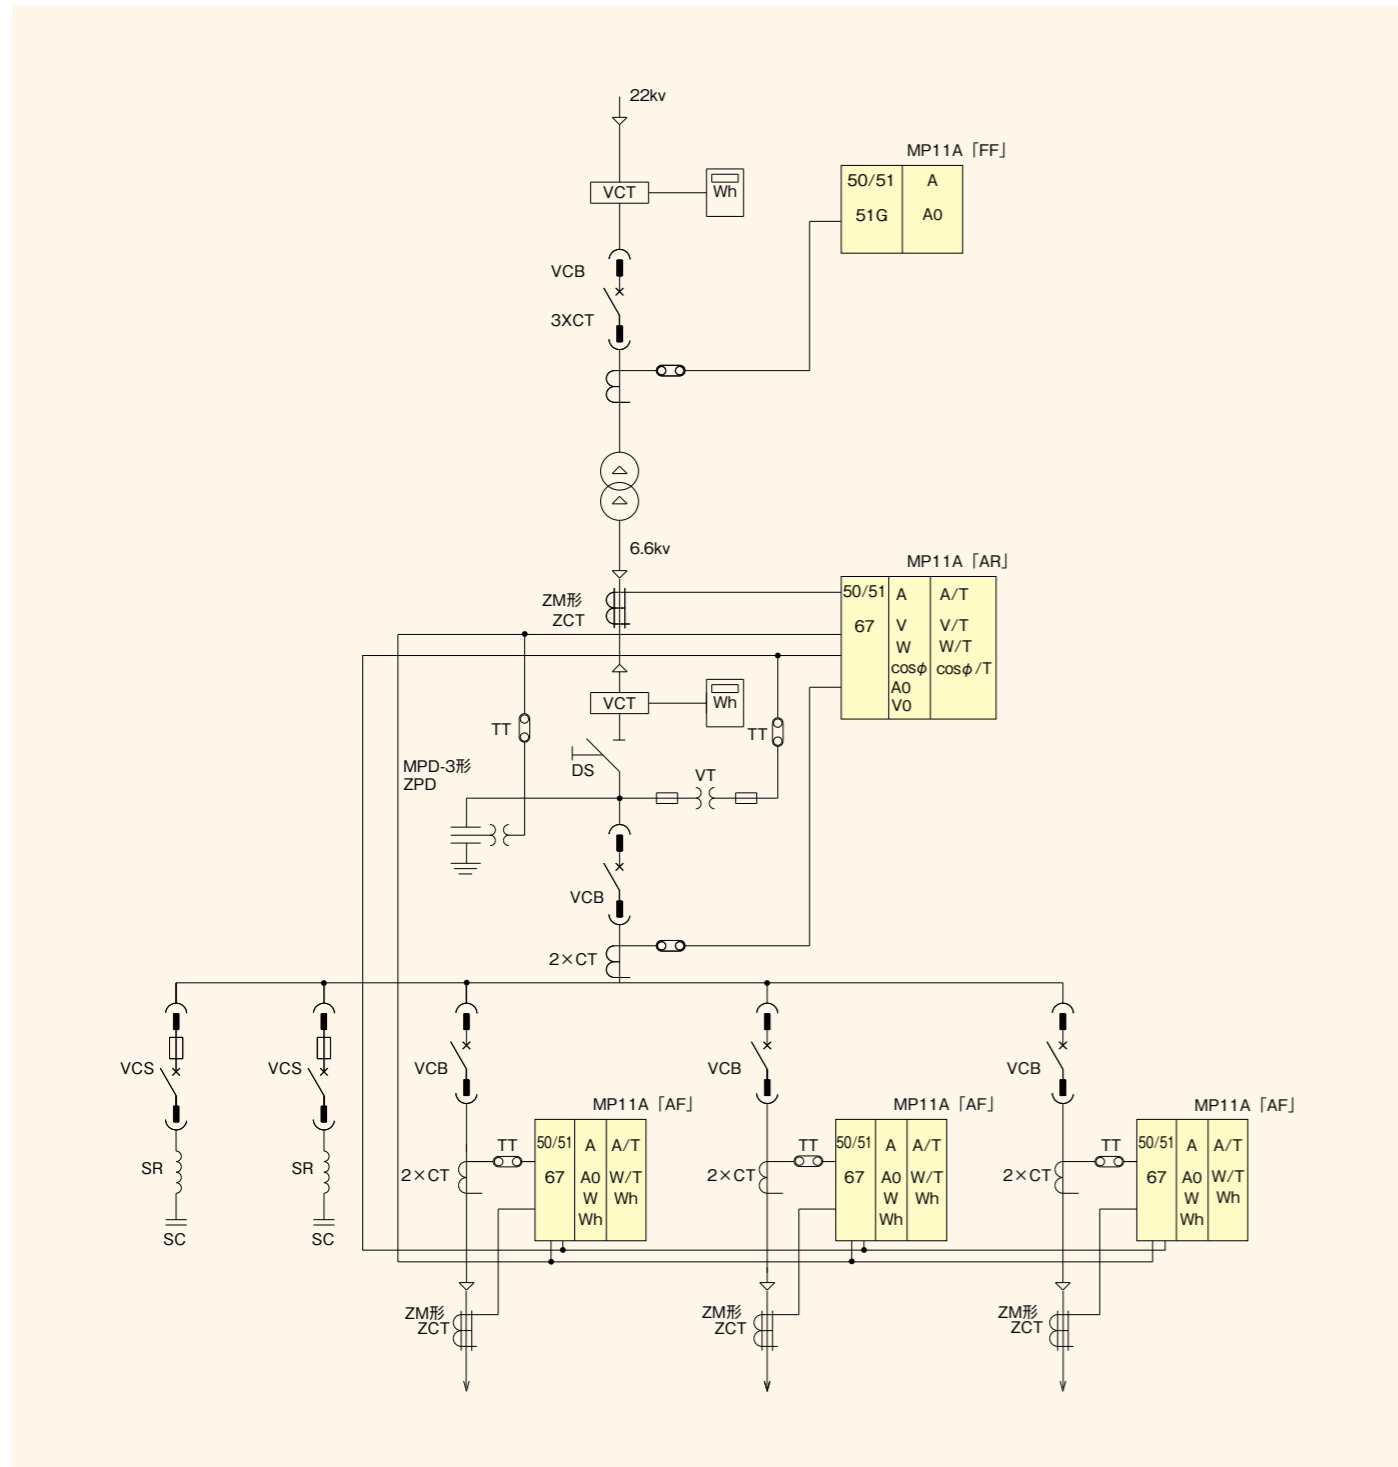 22kv
MP11A「FF」
50/51 A
51G A0
VCT
Wh
VCB
3XCT
6.6kv
MP11A「AR」
50/51 A A/T
67 V V/T
W W/T
cosφ cosφ/T
A0
V0
ZM形
ZCT
VCT
Wh
TT
TT
DS
MPD-3形
ZPD
VT
VCB
2×CT
VCS
VCS
VCB
VCB
VCB
MP11A「AF」
MP11A「AF」
MP11A「AF」
SR
SC
SR
SC
2×CT
TT
50/51 A A/T
67 A0 W/T
W Wh
Wh
2×CT
TT
50/51 A A/T
67 A0 W/T
W Wh
Wh
2×CT
TT
50/51 A A/T
67 A0 W/T
W Wh
Wh
ZM形
ZCT
ZM形
ZCT
ZM形
ZCT